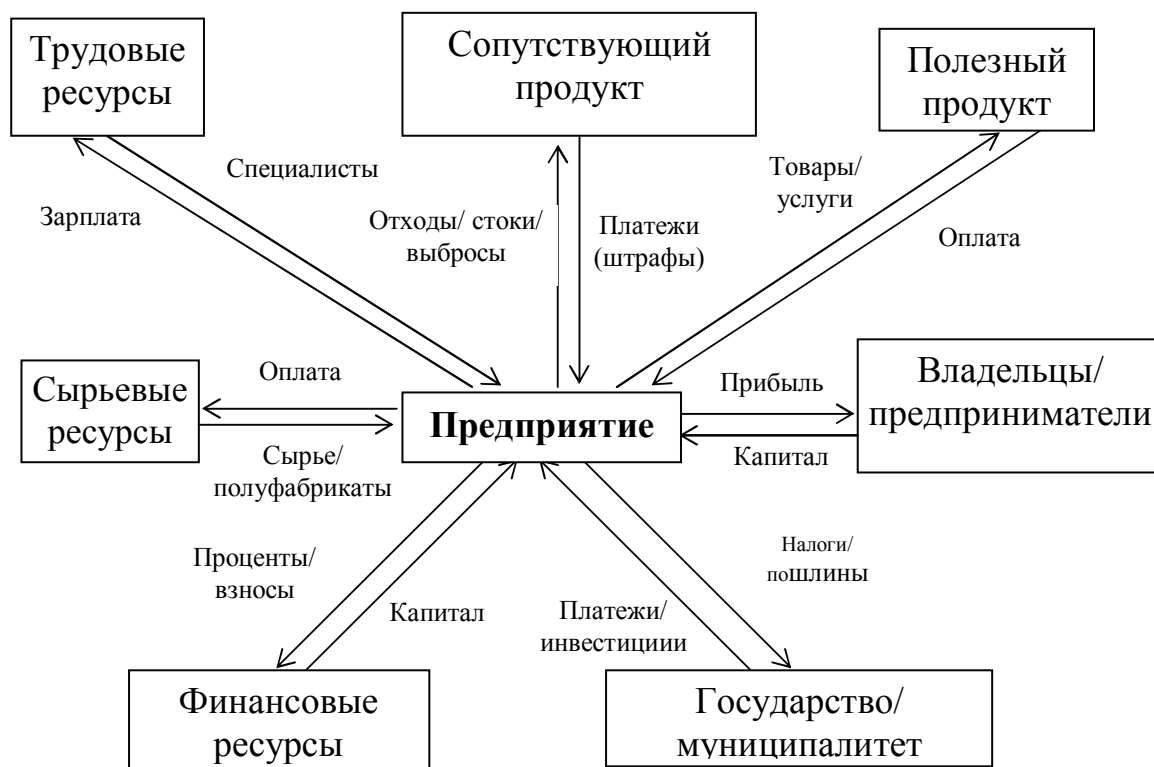 Трудовые
ресурсы
Сопутствующий
продукт
Полезный
продукт
Специалисты
Зарплата
Отходы/ стоки/
выбросы
Платежи
(штрафы)
Товары/
услуги
Оплата
Сырьевые
ресурсы
Оплата
Сырье/
полуфабрикаты
Предприятие
Прибыль
Капитал
Владельцы/
предприниматели
Проценты/
взносы
Капитал
Платежи/
инвестициии
Налоги/
пошлины
Финансовые
ресурсы
Государство/
муниципалитет